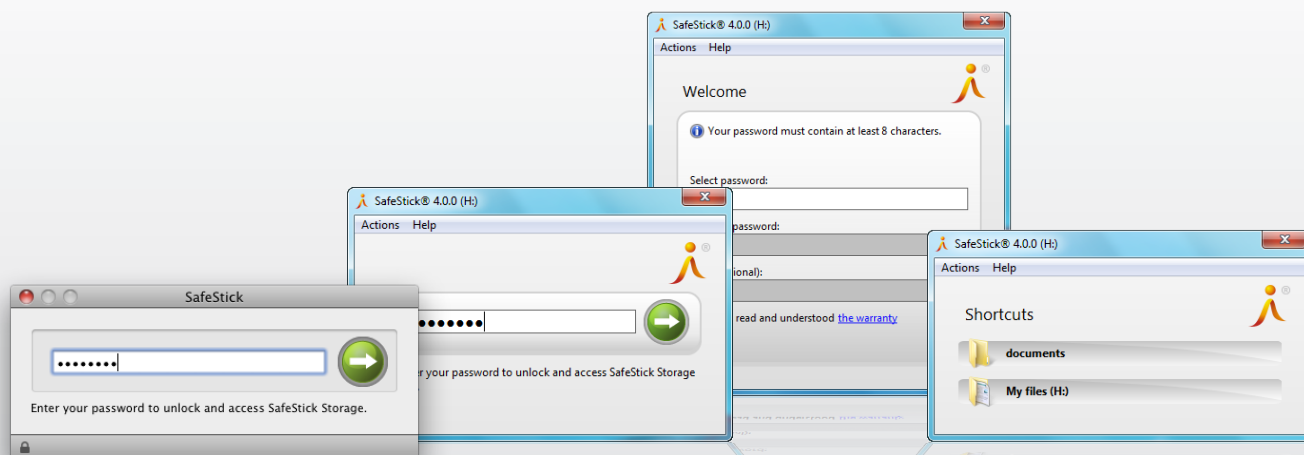 SafeStick® 4.0.0 (H:)
Actions Help
Welcome
Your password must contain at least 8 characters.
Select password:
password:
ional):
read and understood the warranty
SafeStick® 4.0.0 (H:)
Actions Help
r your password to unlock and access SafeStick Storage
SafeStick
Enter your password to unlock and access SafeStick Storage.
SafeStick® 4.0.0 (H:)
Actions Help
Shortcuts
documents
My files (H:)